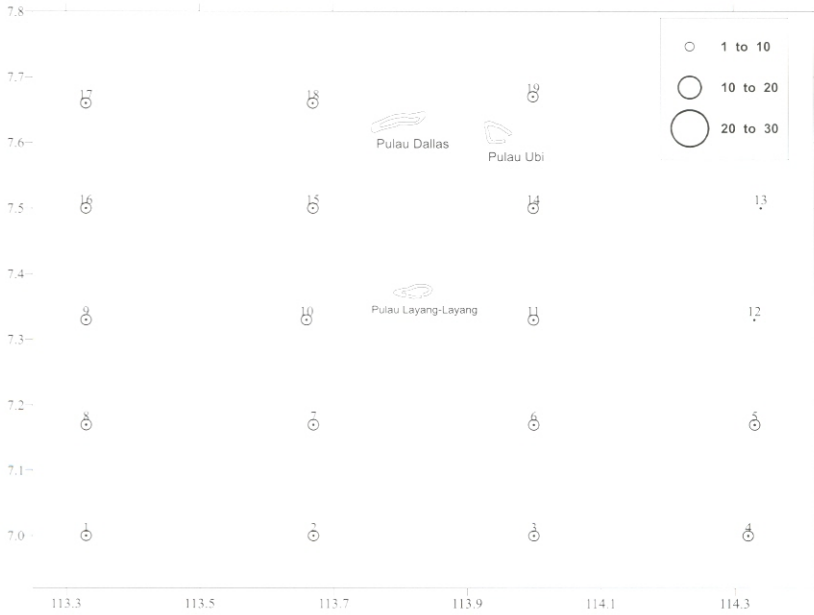 7.8
1 to 10
7.7
17 18 19
10 to 20
20 to 30
7.6
Pulau Dallas
Pulau Ubi
7.5
16 15 14 13
7.4
Pulau Layang-Layang
9 10 11 12
7.3
7.2
8 7 6 5
7.1
7.0
1 2 3 4
113.3 113.5 113.7 113.9 114.1 114.3